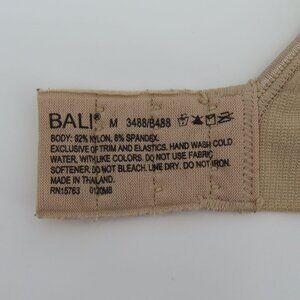 BALI® M 3488/B488
BODY: 92% NYLON, 8% SPANDEX.
EXCLUSIVE OF TRIM AND ELASTICS. HAND WASH COLD
WATER, WITH LIKE COLORS. DO NOT USE FABRIC
SOFTENER. DO NOT BLEACH. LINE DRY. DO NOT IRON.
MADE IN THAILAND.
RN15763 0120MB